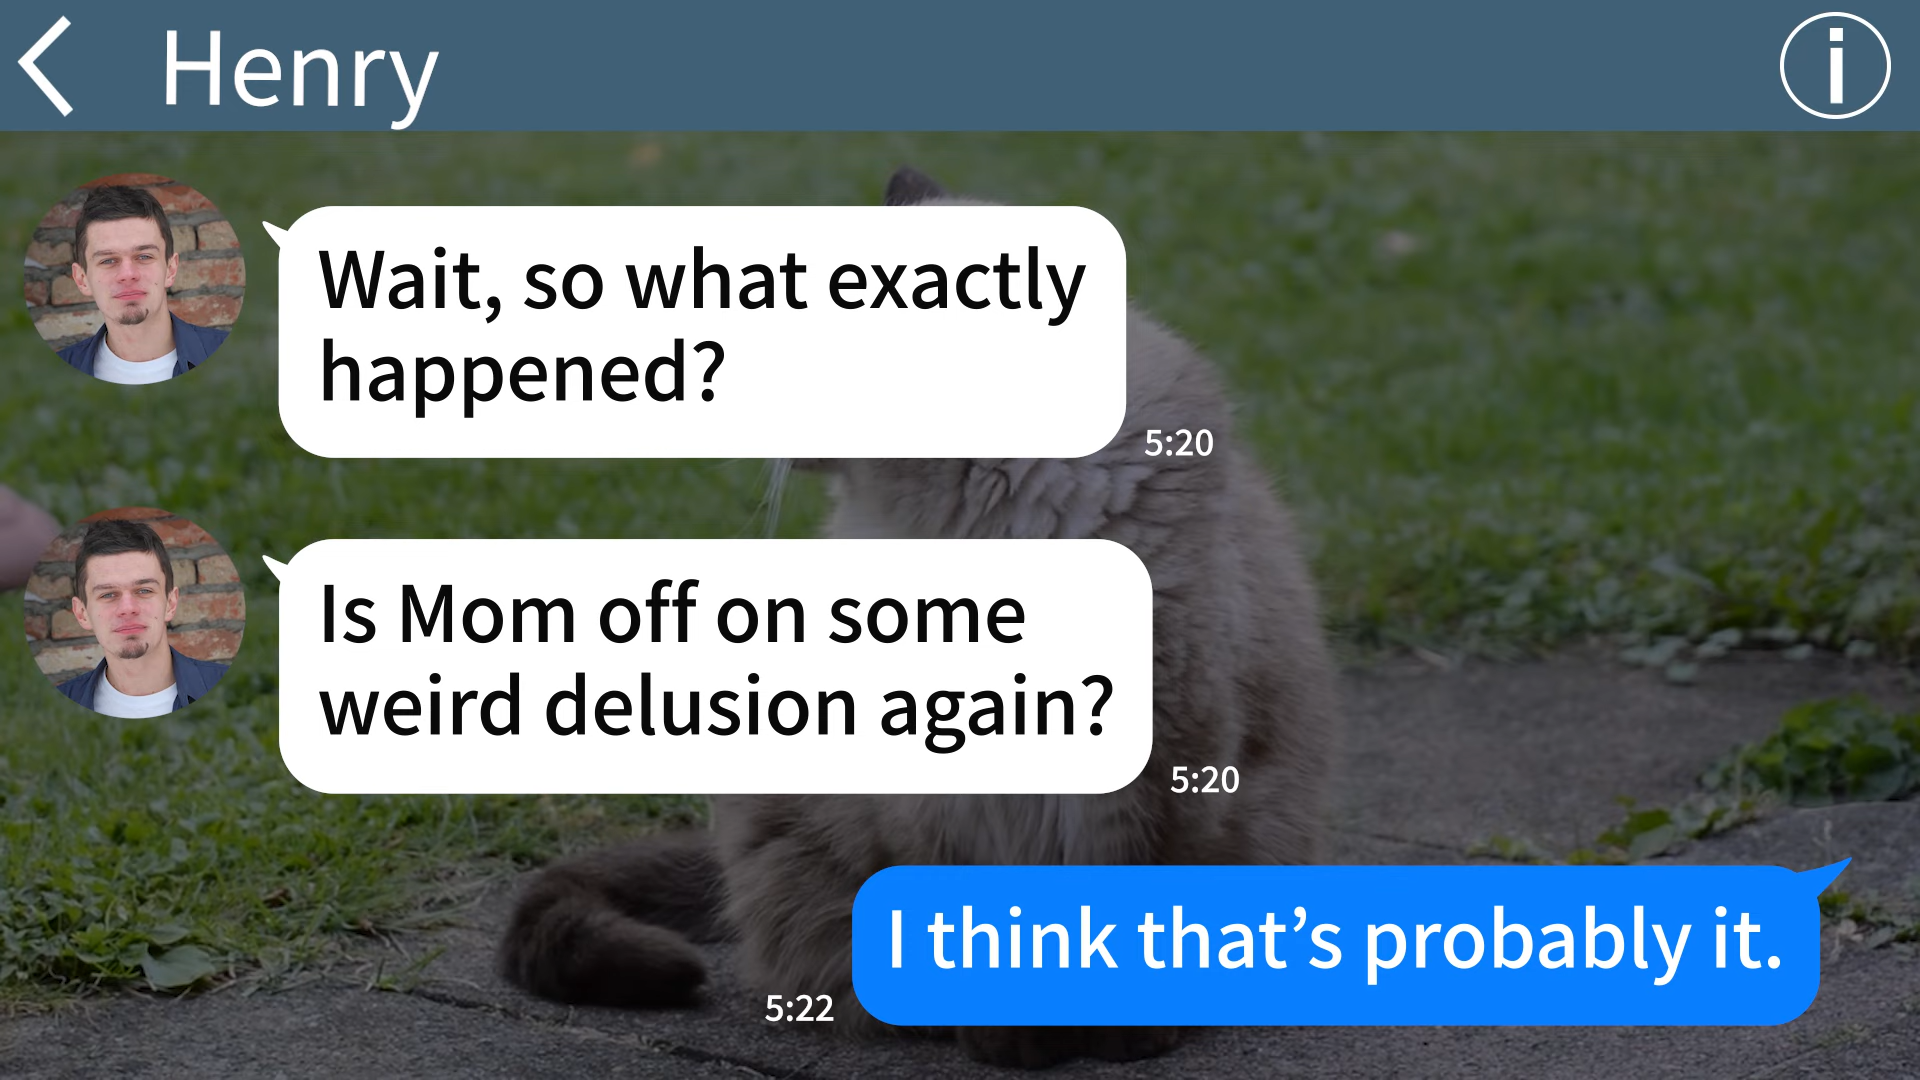 Henry
Wait, so what exactly
happened?
5:20
Is Mom off on some
weird delusion again?
5:20
I think that’s probably it.
5:22